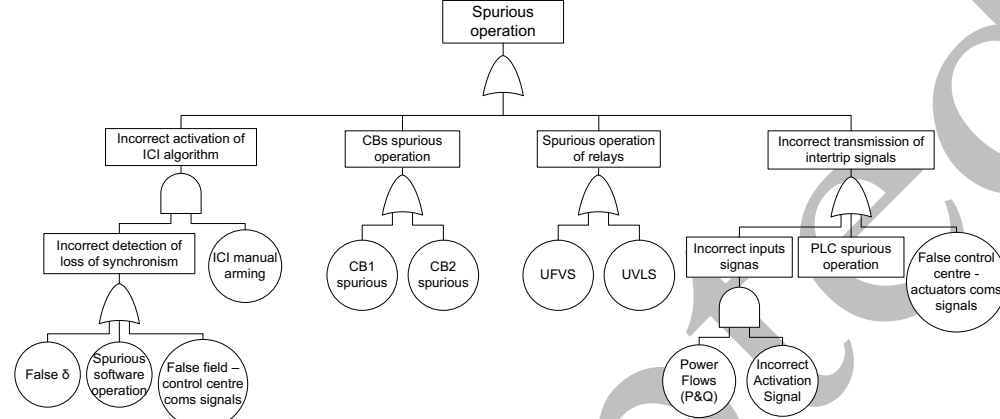 Spurious
operation
Incorrect activation of
ICI algorithm
CBs spurious
operation
Spurious operation
of relays
Incorrect transmission of
intertrip signals
Incorrect detection of
loss of synchronism
ICI manual
arming
CB1
spurious
CB2
spurious
UFVS
UVLS
Incorrect inputs
signas
PLC spurious
operation
False control
centre -
actuators coms
signals
False δ
Spurious
software
operation
False field –
control centre
coms signals
Power
Flows
(P&Q)
Incorrect
Activation
Signal